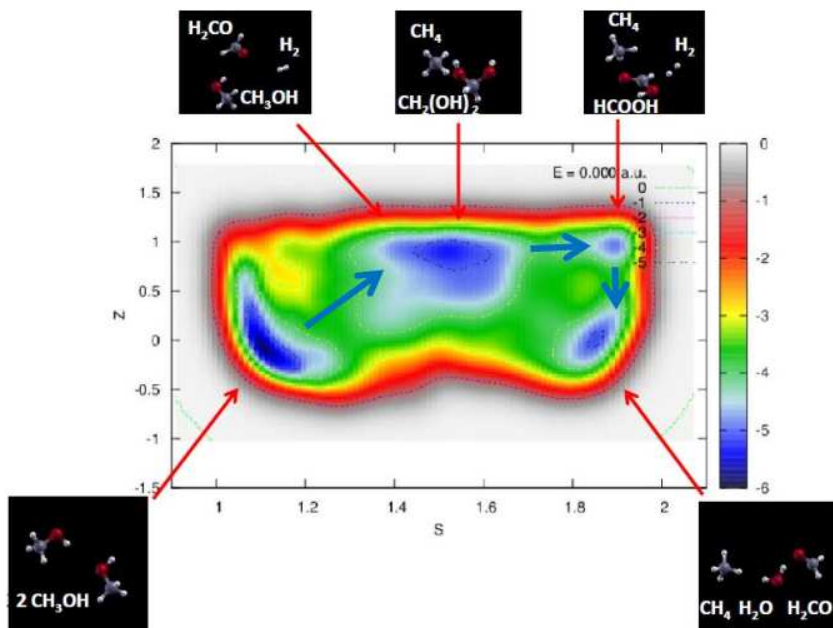 H₂CO
H₂
CH₃OH
CH₄
CH₂(OH)₂
CH₄
H₂
HCOOH
E = 0.000 a.u.
0
-1
-2
-3
-4
-5
2
1.5
1
0.5
0
-0.5
-1
-1.5
Z
1
1.2
1.4
1.6
1.8
2
S
0
-1
-2
-3
-4
-5
-6
2 CH₃OH
CH₄ H₂O H₂CO